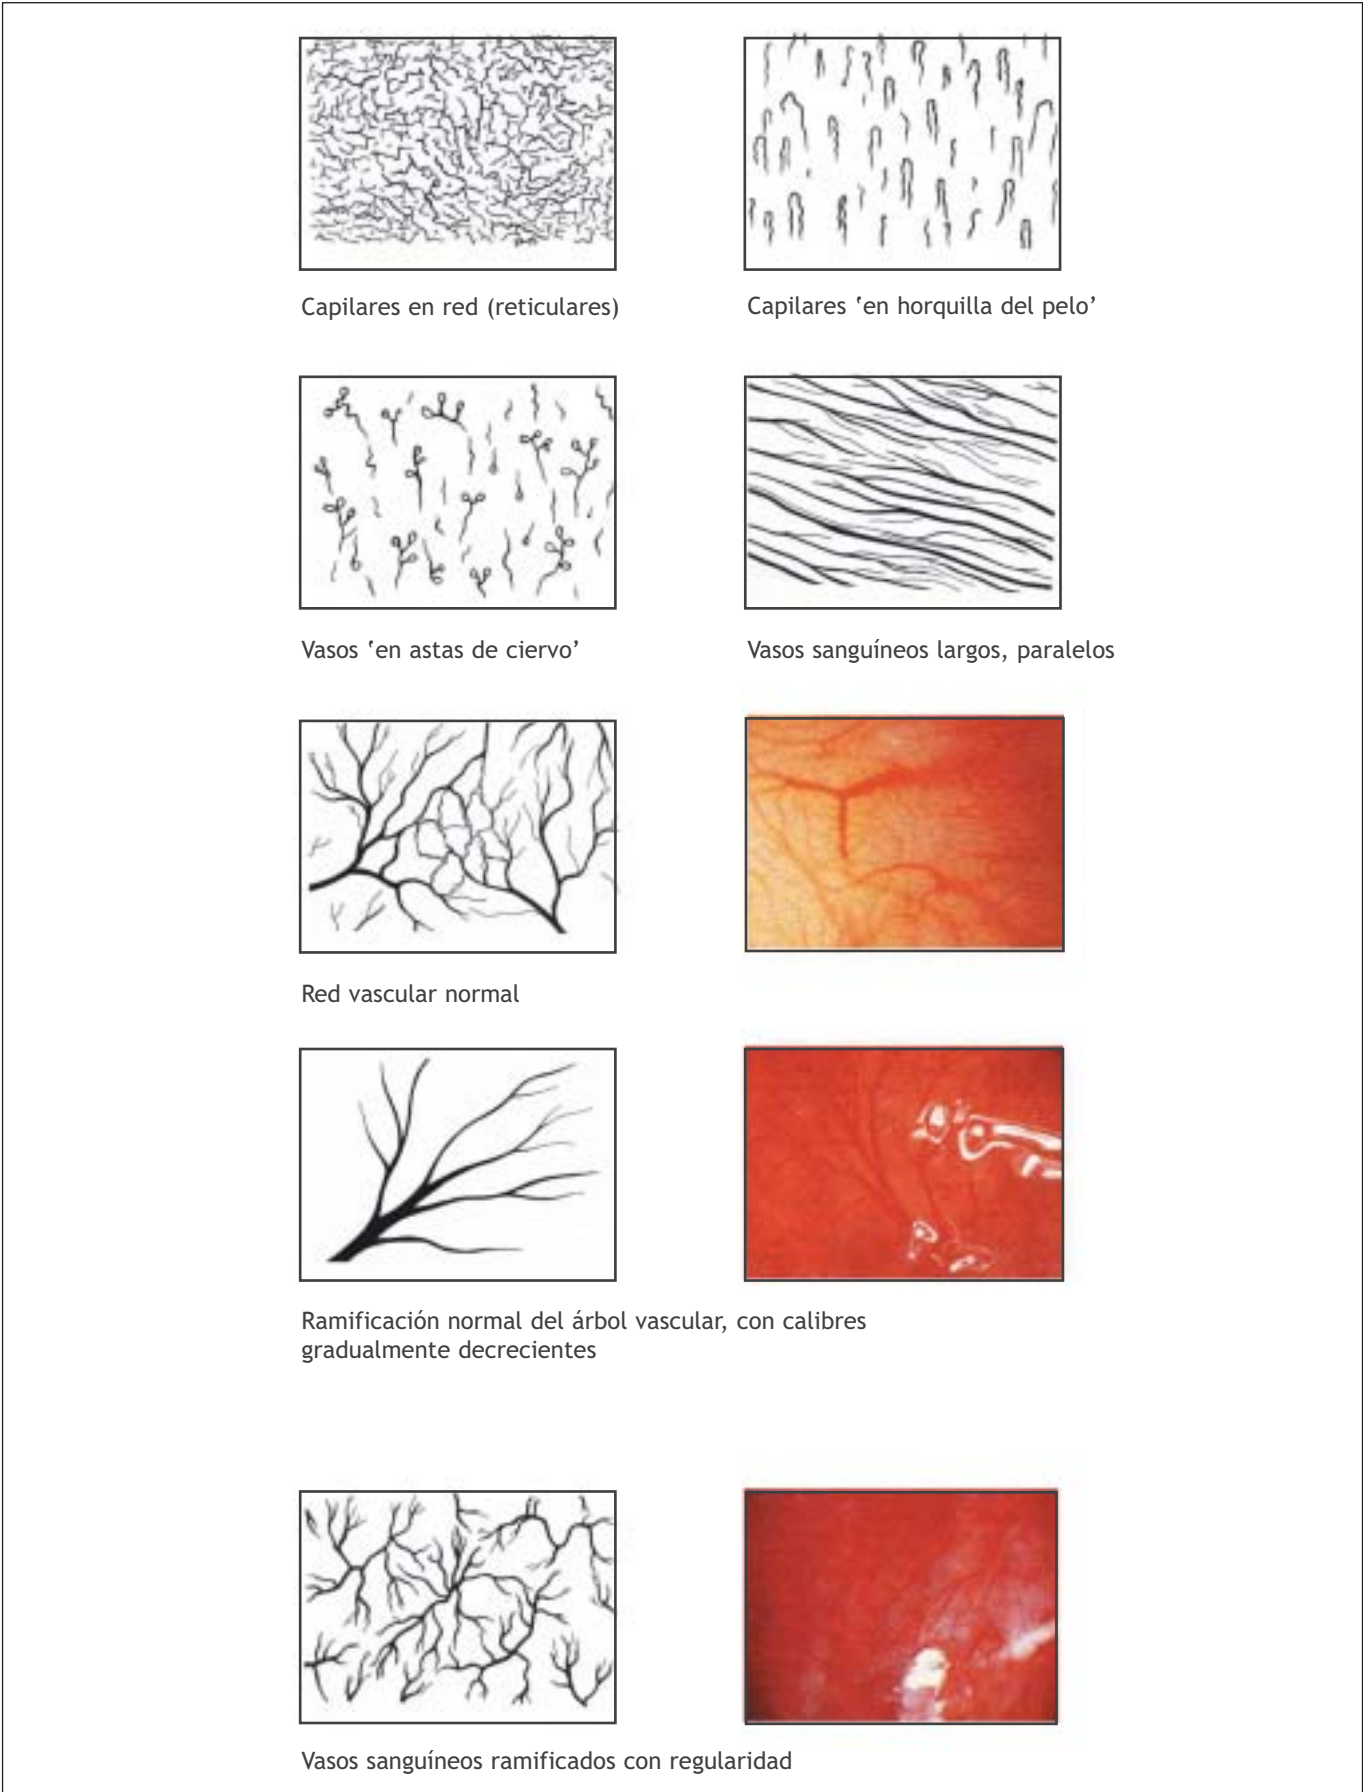 Capilares en red (reticulares)
Capilares ‘en horquilla del pelo’
Vasos ‘en astas de ciervo’
Vasos sanguíneos largos, paralelos
Red vascular normal
Ramificación normal del árbol vascular, con calibres
gradualmente decrecientes
Vasos sanguíneos ramificados con regularidad